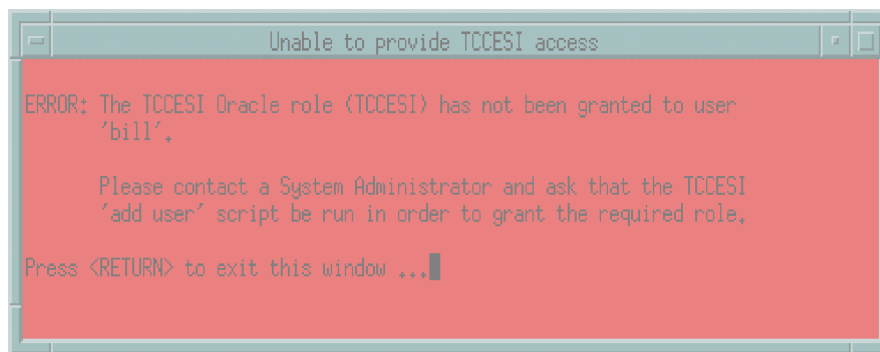 Unable to provide TCCESI access
ERROR: The TCCESI Oracle role (TCCESI) has not been granted to user
'bill'.
Please contact a System Administrator and ask that the TCCESI
'add user' script be run in order to grant the required role.
Press <RETURN> to exit this window ...